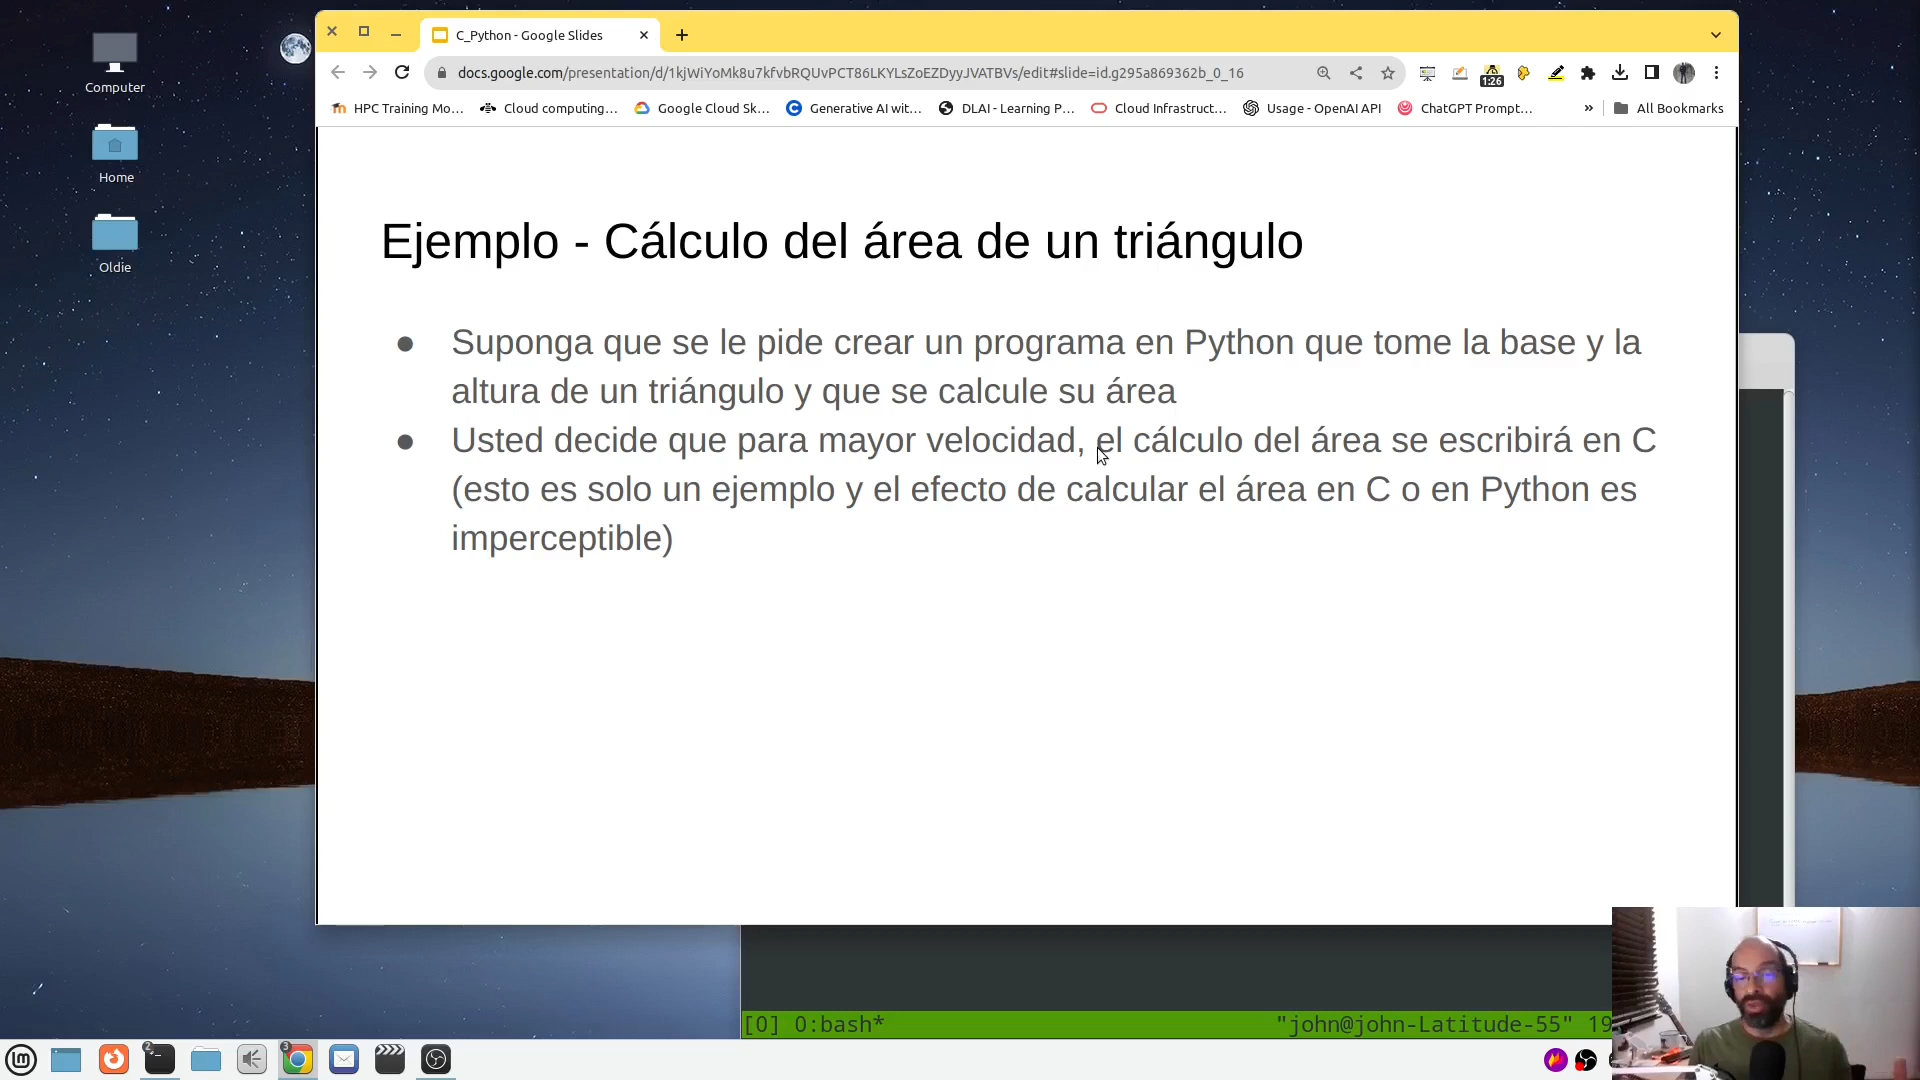 C_Python - Google Slides
docs.google.com/presentation/d/1kjWiYoMk8u7kfvbRQUvPCT86LKYLsZoEZDyyJVATBVs/edit#slide=id.g295a869362b_0_16
1:26
HPC Training Mo...
Cloud computing...
Google Cloud Sk...
Generative AI wit...
DLAI - Learning P...
Cloud Infrastruct...
Usage - OpenAI API
ChatGPT Prompt...
»
All Bookmarks
Computer
Home
Oldie
Ejemplo - Cálculo del área de un triángulo
● Suponga que se le pide crear un programa en Python que tome la base y la
altura de un triángulo y que se calcule su área
● Usted decide que para mayor velocidad, el cálculo del área se escribirá en C
(esto es solo un ejemplo y el efecto de calcular el área en C o en Python es
imperceptible)
[0] 0:bash* "john@john-Latitude-55" 19
2
3